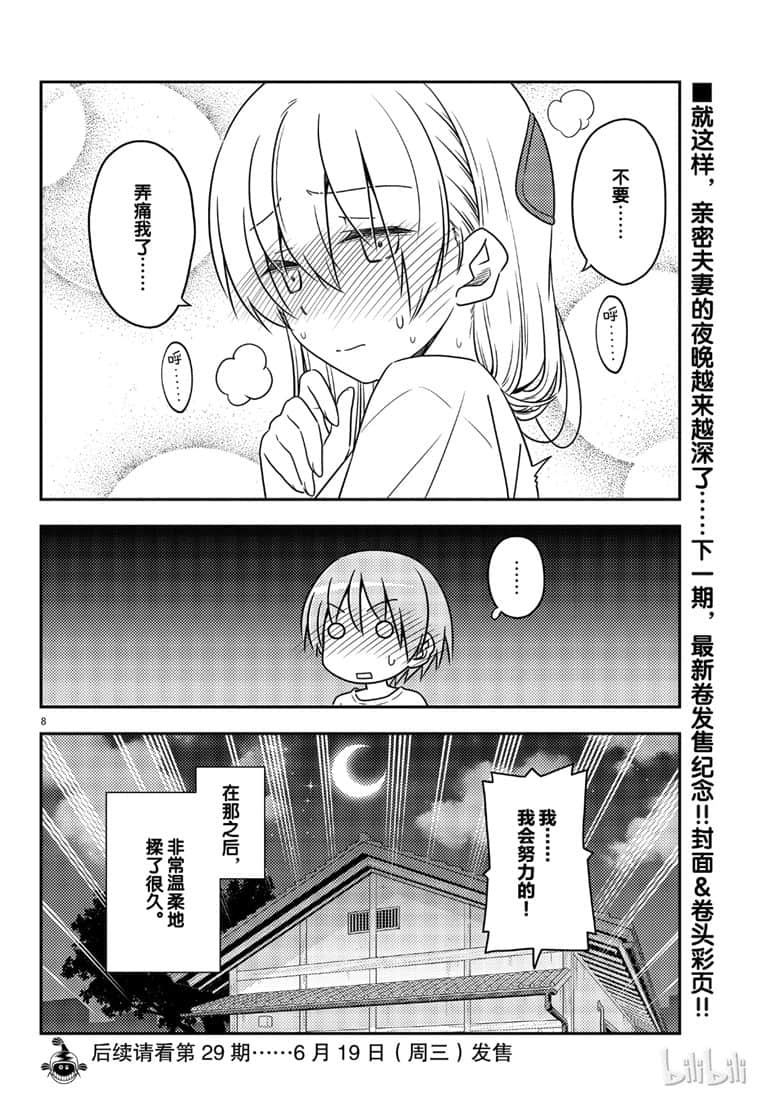 ■就这样，亲密夫妻的夜晚越来越深了……下一期，最新卷发售纪念!!封面&卷头彩页!!
不要……
呼……
弄痛我了……
呼……
……
8
我……
我会努力的！
在那之后，
非常温柔地
揉了很久。
后续请看第29期……6月19日（周三）发售
bilibili